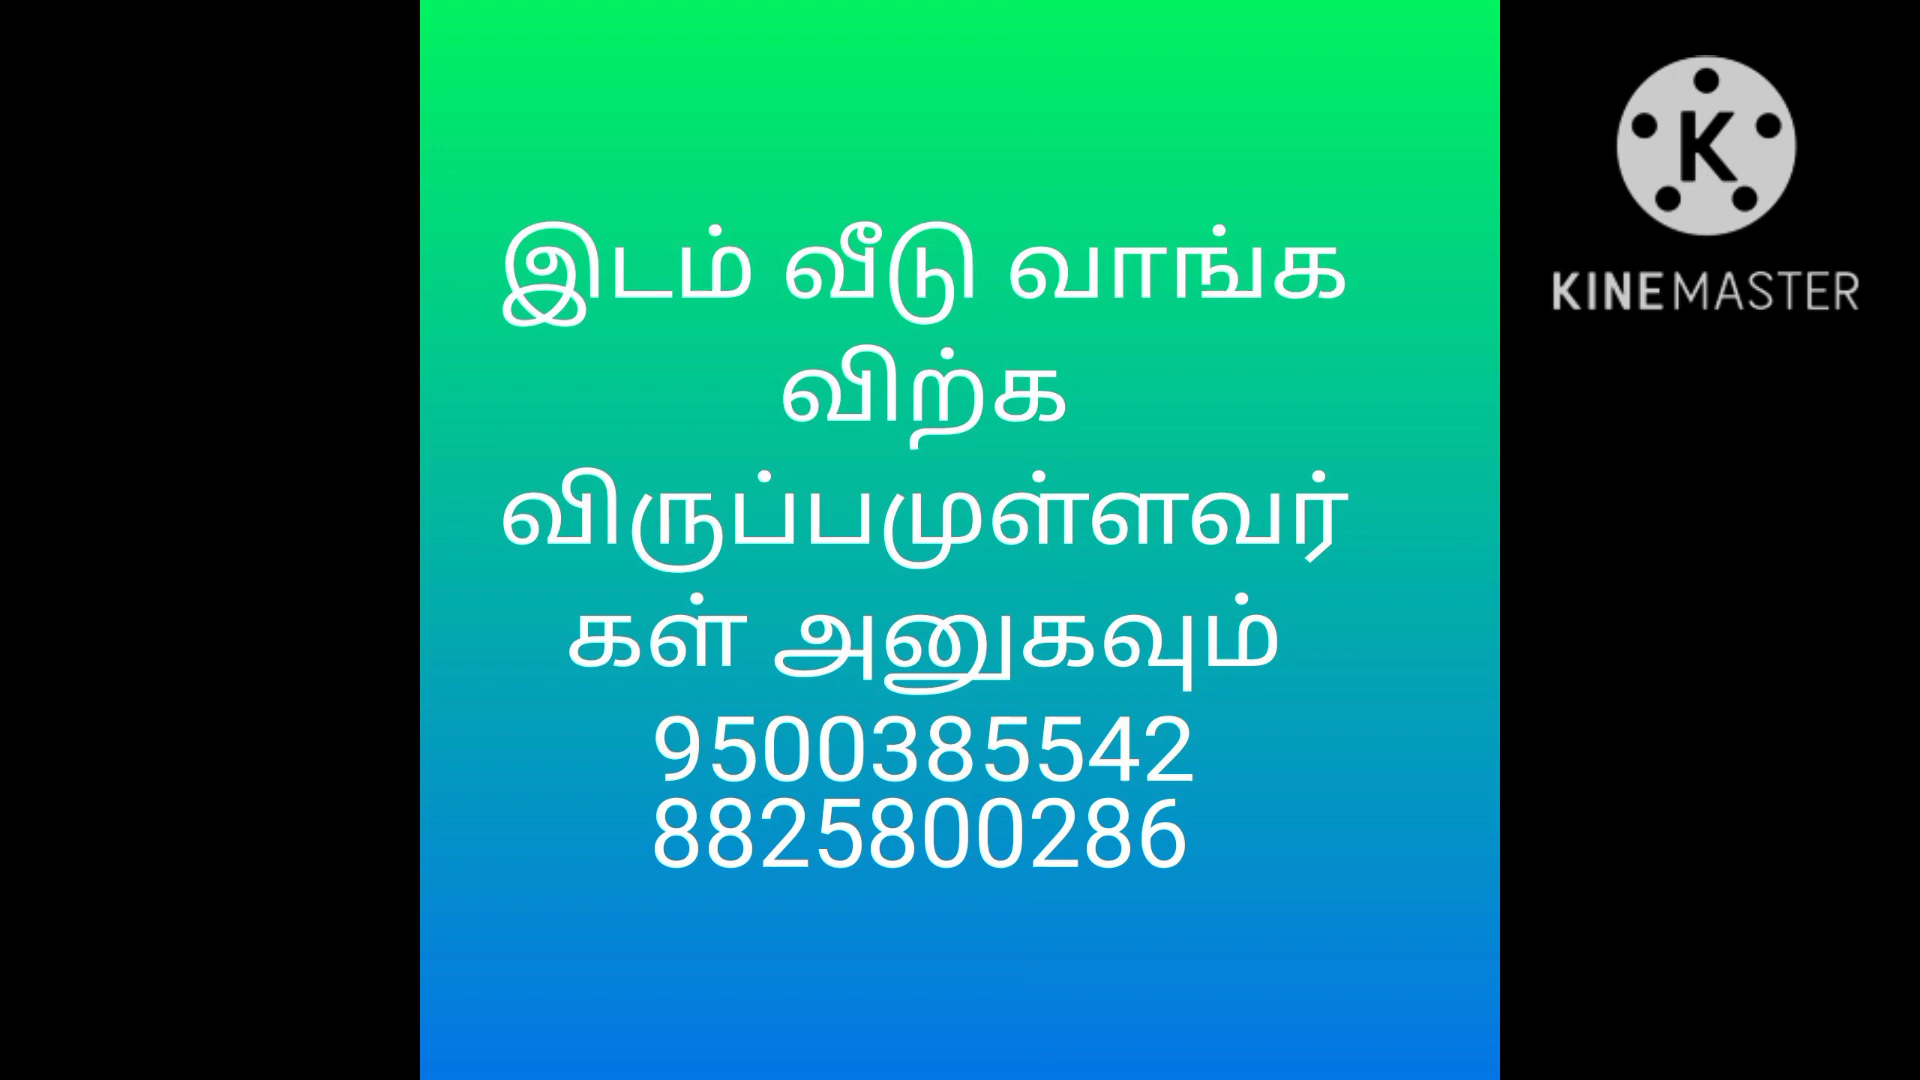 இடம் வீடு வாங்க
விற்க
விருப்பமுள்ளவர்
கள் அனுகவும்
9500385542
8825800286
K
KINEMASTER